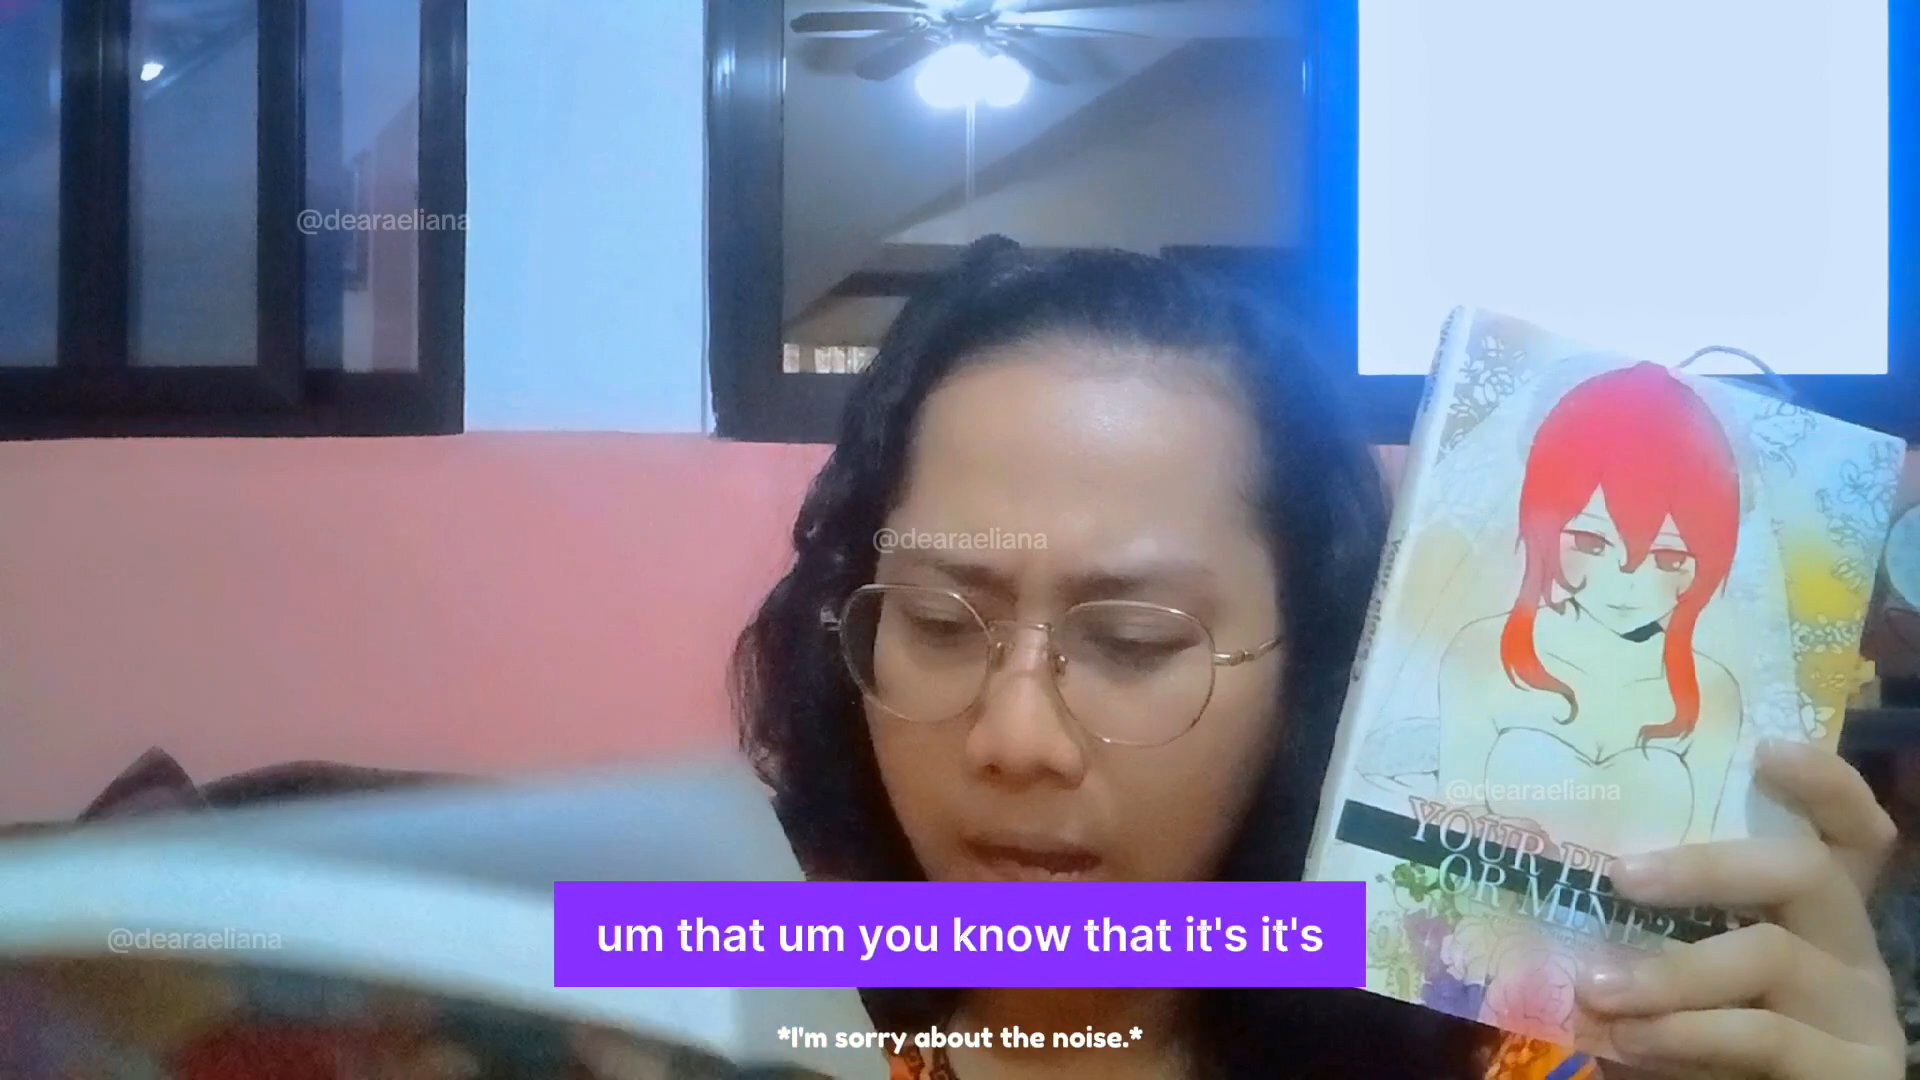 @dearaeliana
@dearaeliana
@dearaeliana
YOUR
OR MINE?
@dearaeliana
um that um you know that it's it's
*I'm sorry about the noise.*